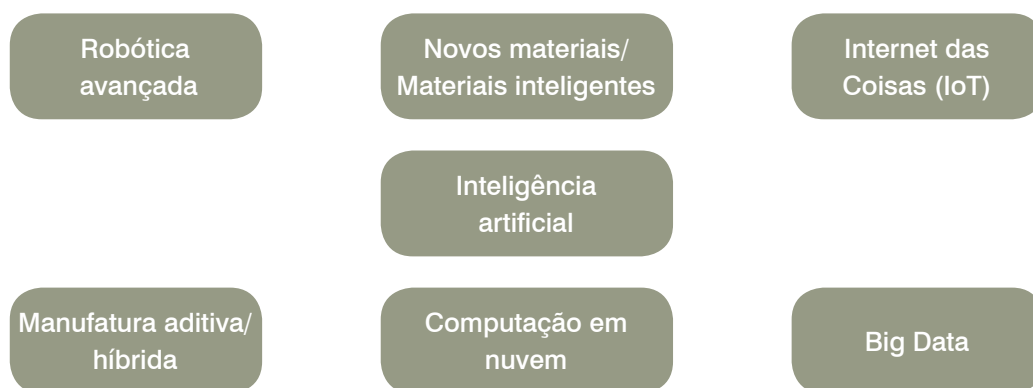 Robótica
avançada
Novos materiais/
Materiais inteligentes
Internet das
Coisas (IoT)
Inteligência
artificial
Manufatura aditiva/
híbrida
Computação em
nuvem
Big Data